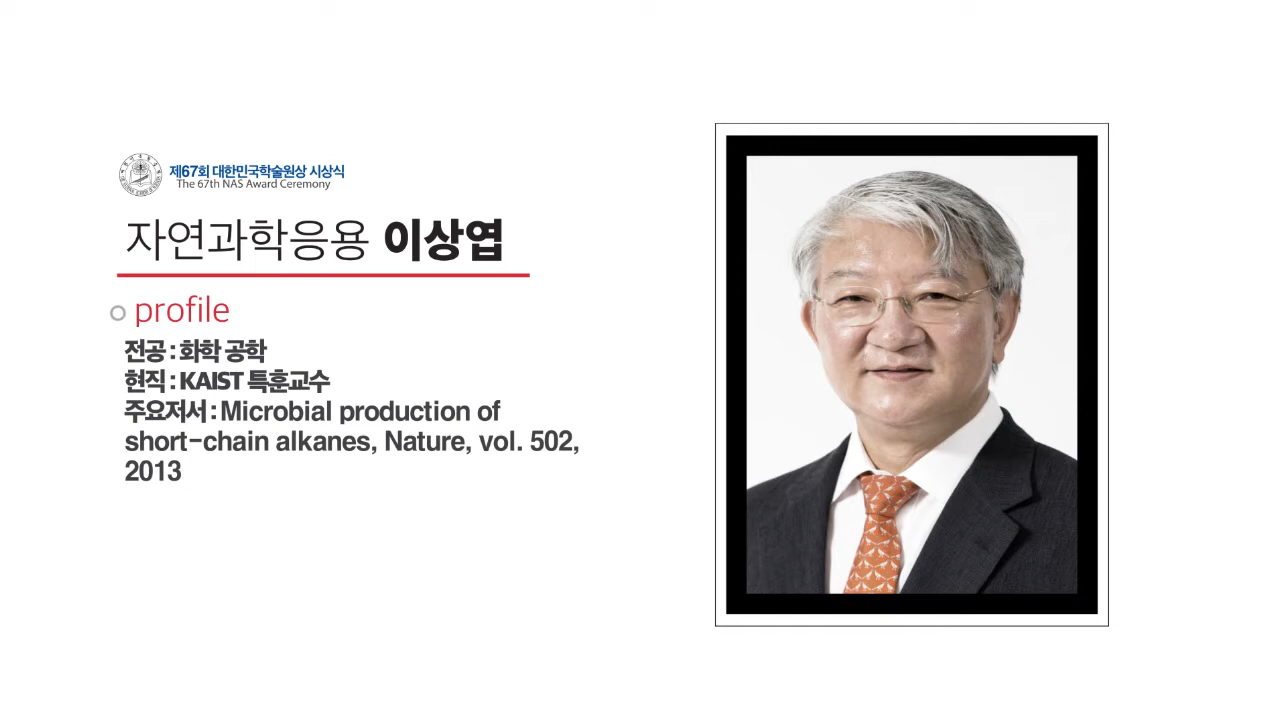 제67회 대한민국학술원상 시상식
The 67th NAS Award Ceremony
자연과학응용 이상엽
profile
전공 : 화학 공학
현직 : KAIST 특훈교수
주요저서 : Microbial production of
short-chain alkanes, Nature, vol. 502,
2013